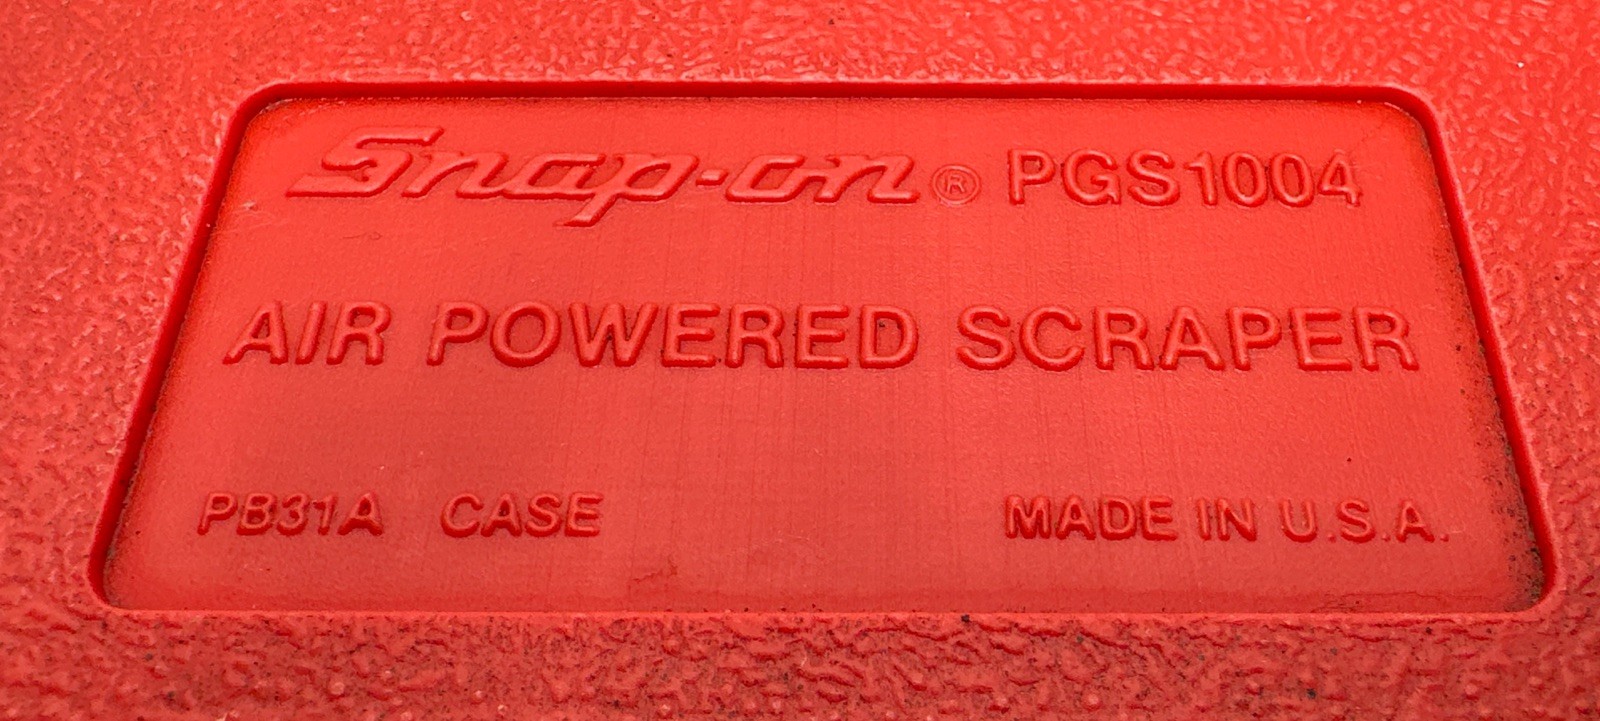 Snap-on® PGS1004
AIR POWERED SCRAPER
PB31A CASE MADE IN U.S.A.